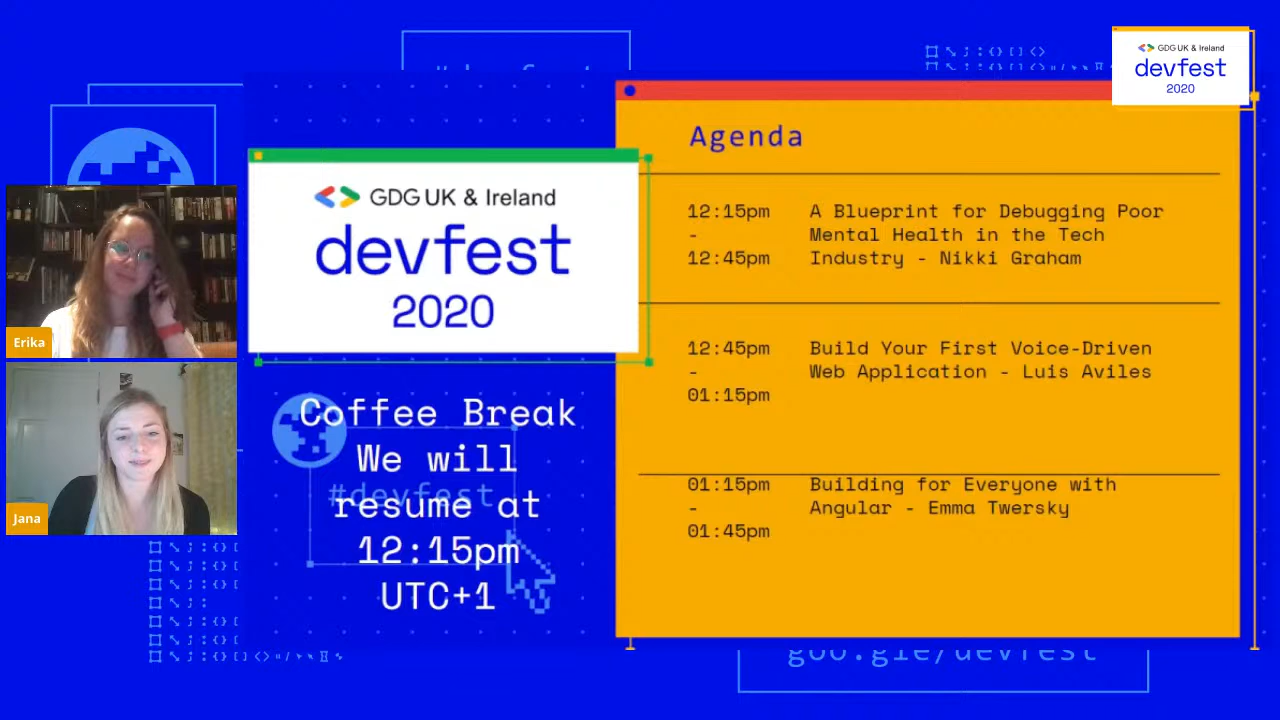 GDG UK & Ireland
devfest
2020
Agenda
12:15pm
-
12:45pm
A Blueprint for Debugging Poor
Mental Health in the Tech
Industry - Nikki Graham
12:45pm
-
01:15pm
Build Your First Voice-Driven
Web Application - Luis Aviles
01:15pm
-
01:45pm
Building for Everyone with
Angular - Emma Twersky
GDG UK & Ireland
devfest
2020
Erika
Jana
Coffee Break
We will
resume at
12:15pm
UTC+1
#devfest
goo.gle/devfest